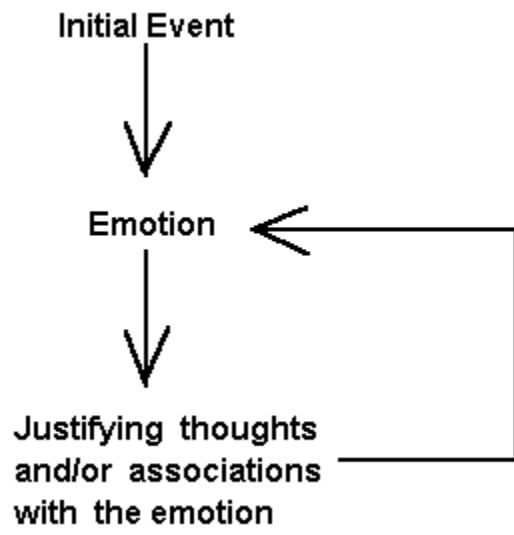 Initial Event
Emotion
Justifying thoughts
and/or associations
with the emotion